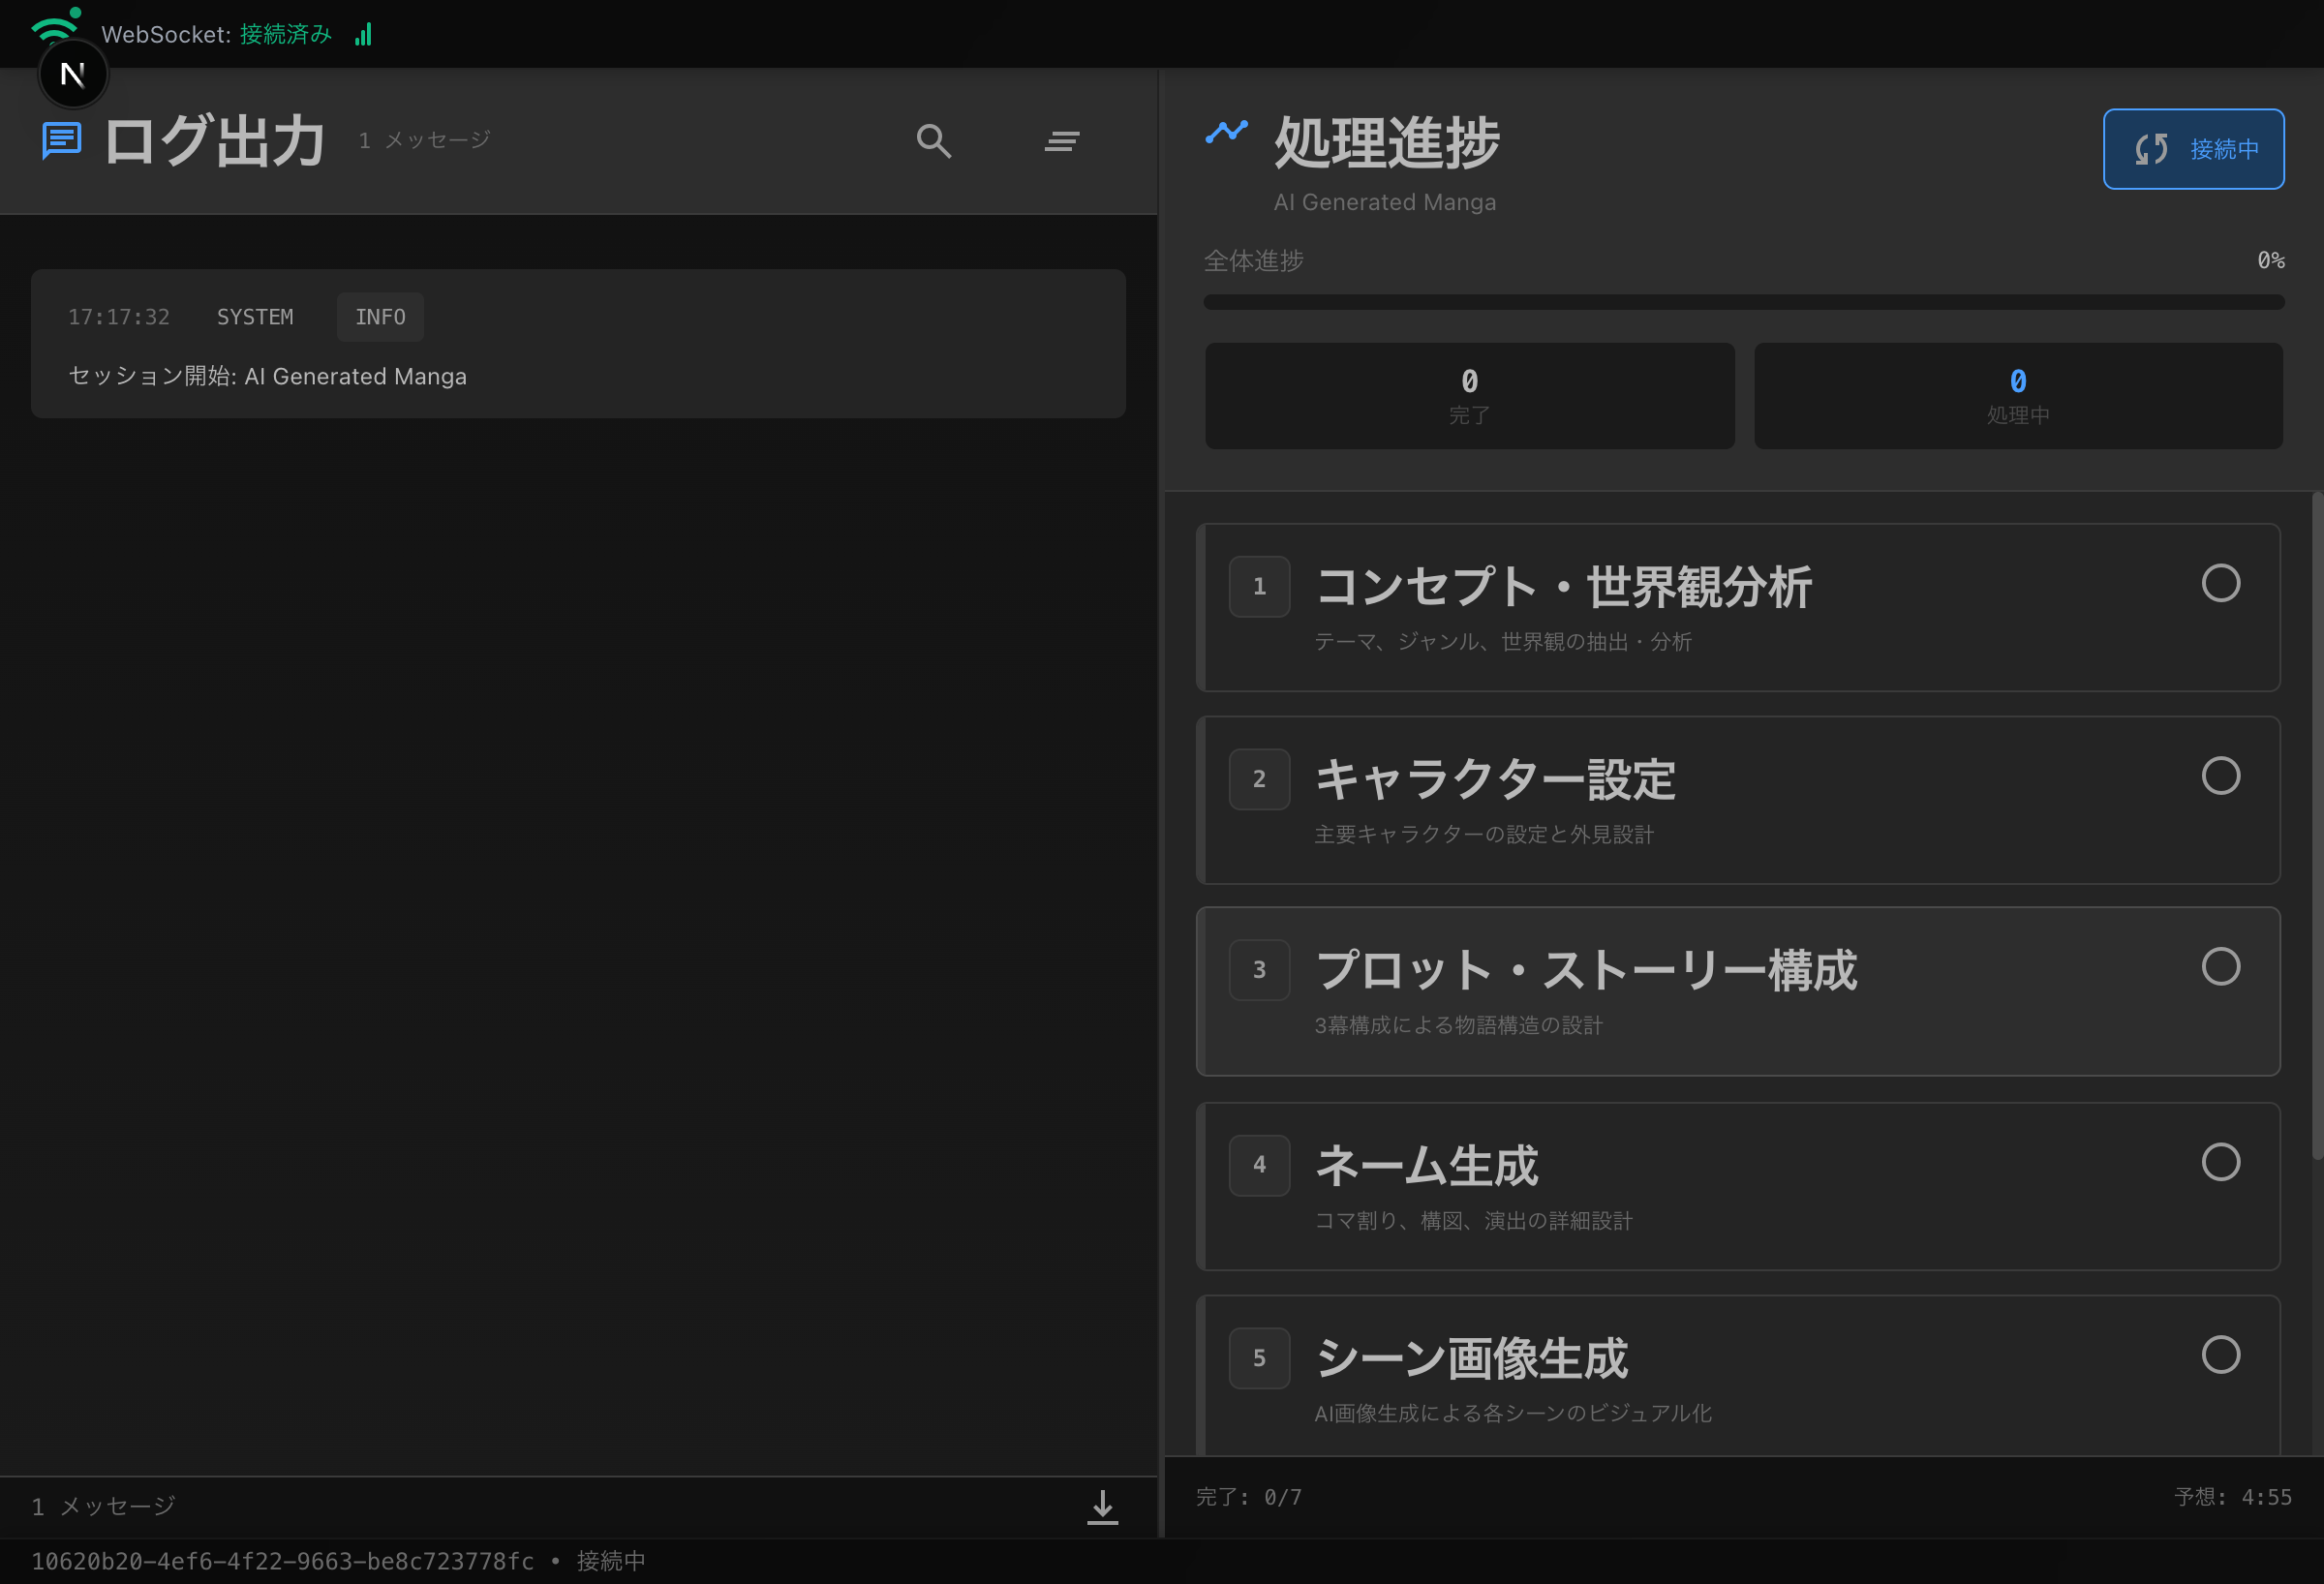 WebSocket: 接続済み
N
ログ出力 1 メッセージ
17:17:32 SYSTEM INFO
セッション開始: AI Generated Manga
1 メッセージ
処理進捗
AI Generated Manga
接続中
全体進捗 0%
0
完了
0
処理中
1 コンセプト・世界観分析
テーマ、ジャンル、世界観の抽出・分析
2 キャラクター設定
主要キャラクターの設定と外見設計
3 プロット・ストーリー構成
3幕構成による物語構造の設計
4 ネーム生成
コマ割り、構図、演出の詳細設計
5 シーン画像生成
AI画像生成による各シーンのビジュアル化
完了: 0/7 予想: 4:55
10620b20-4ef6-4f22-9663-be8c723778fc • 接続中